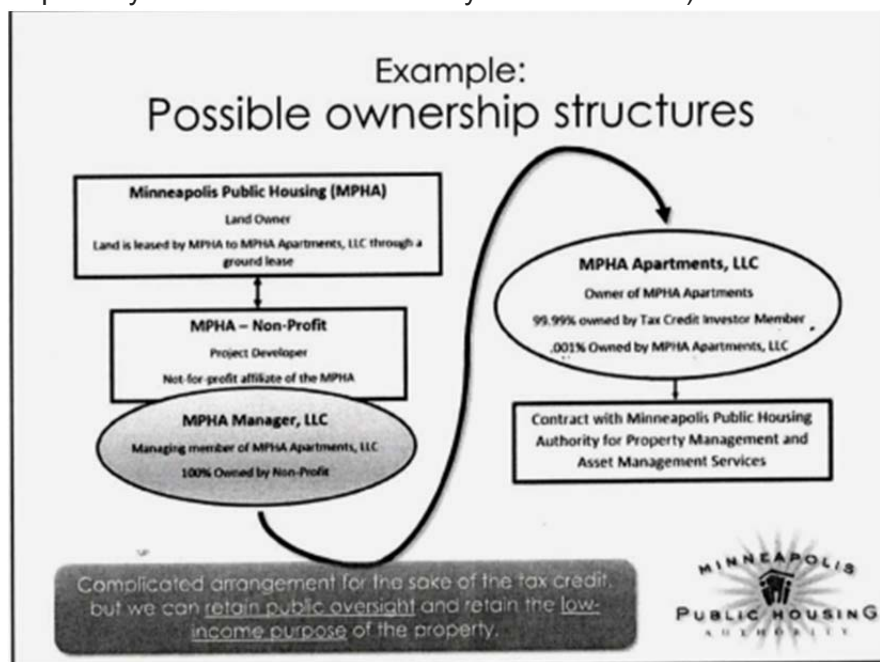 Example:
Possible ownership structures
Minneapolis Public Housing (MPHA)
Land Owner
Land is leased by MPHA to MPHA Apartments, LLC through a
ground lease
MPHA – Non-Profit
Project Developer
Not-for-profit affiliate of the MPHA
MPHA Manager, LLC
Managing member of MPHA Apartments, LLC
100% Owned by Non-Profit
MPHA Apartments, LLC
Owner of MPHA Apartments
99.99% owned by Tax Credit Investor Member
.001% Owned by MPHA Apartments, LLC
Contract with Minneapolis Public Housing
Authority for Property Management and
Asset Management Services
Complicated arrangement for the sake of the tax credit,
but we can retain public oversight and retain the low-
income purpose of the property.
MINNEAPOLIS
PUBLIC HOUSING
AUTHORITY